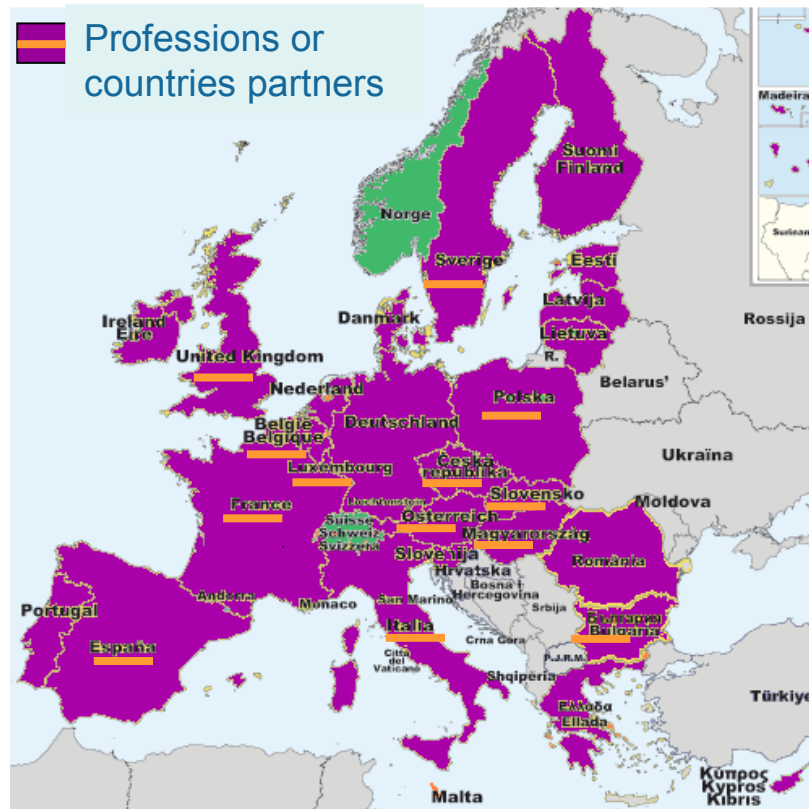 Professions or
countries partners
Madeira
Suomi
Finland
Surinam
Norge
Sverige
Eesti
Latvija
Danmark
Ireland
Éire
Lietuva
Rossija
R.
United Kingdom
Nederland
Belarus'
Polska
België
Belgique
Deutschland
Luxembourg
Česká
republika
Ukraïna
Slovensko
Moldova
France
Liechtenstein
Suisse
Schweiz
Svizzera
Österreich
Magyarország
Slovenija
România
Hrvatska
Andorra
Monaco
San Marino
Bosna i
Hercegovina
Srbija
Portugal
Italia
България
Bulgaria
España
Città
del
Vaticano
Crna Gora
P.J.R.M.
Shqipëria
Ελλάδα
Ellada
Türkiye
Malta
Κύπρος
Kypros
Kıbrıs